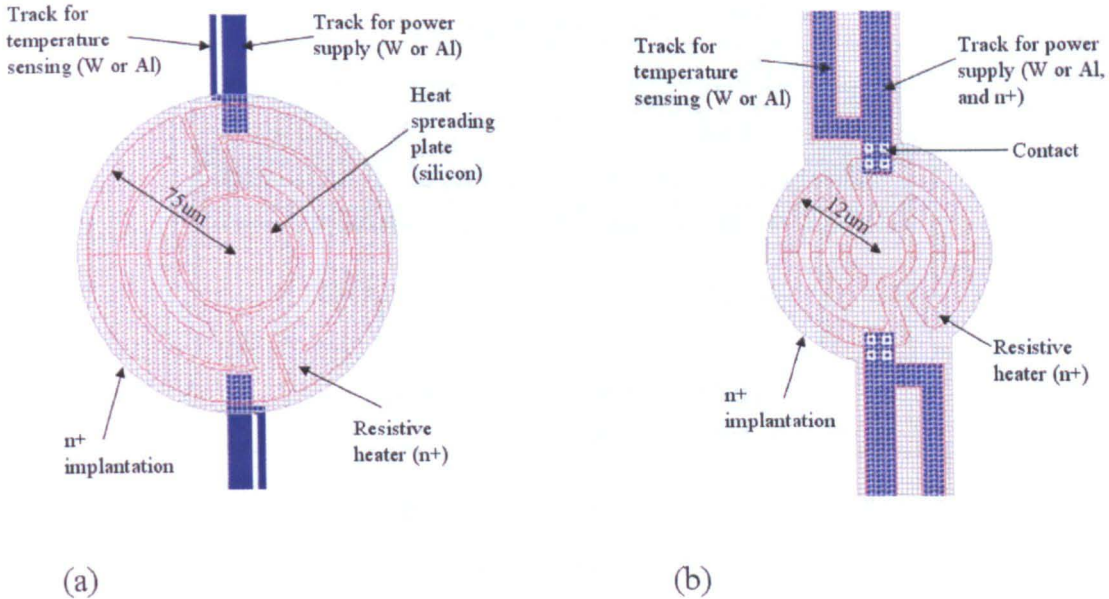 Track for
temperature
sensing (W or Al)
Track for power
supply (W or Al)
Heat
spreading
plate
(silicon)
75um
n+
implantation
Resistive
heater (n+)
(a)
Track for
temperature
sensing (W or Al)
Track for power
supply (W or Al,
and n+)
Contact
12um
Resistive
heater (n+)
n+
implantation
(b)